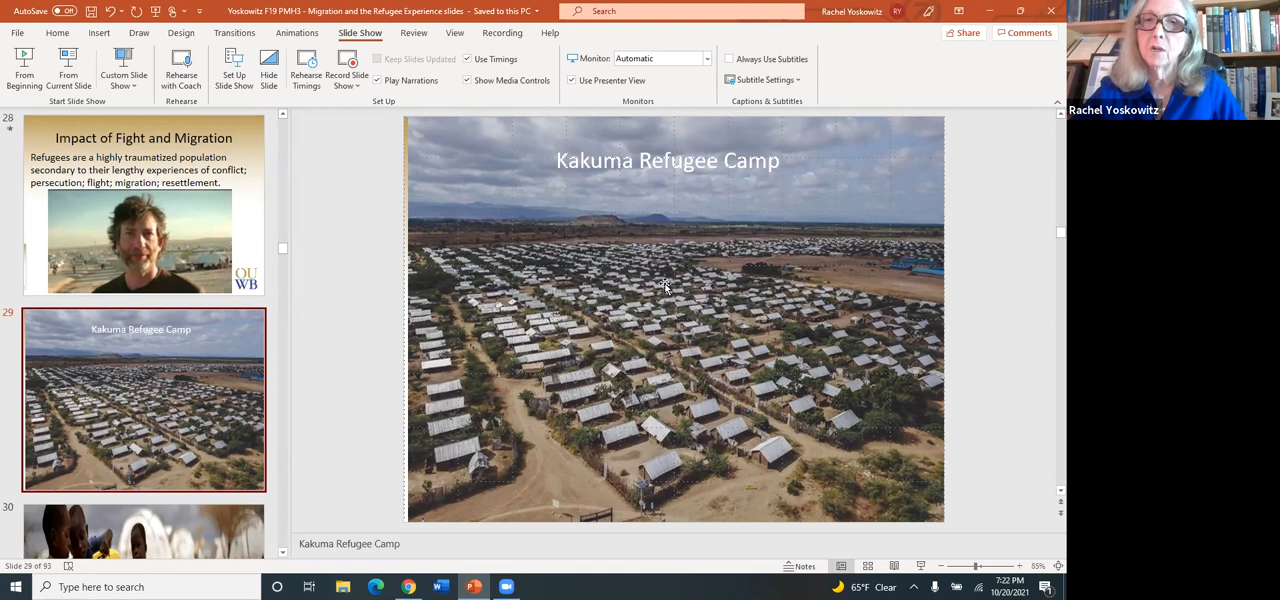 AutoSave Off Yoskowitz F19 PMH3 - Migration and the Refugee Experience slides - Saved to this PC Search Rachel Yoskowitz RY
File Home Insert Draw Design Transitions Animations Slide Show Review View Recording Help Share Comments
From Beginning
From Current Slide
Custom Slide Show
Start Slide Show
Rehearse with Coach
Rehearse
Set Up Slide Show
Hide Slide
Rehearse Timings
Record Slide Show
Keep Slides Updated
Play Narrations
Use Timings
Show Media Controls
Set Up
Monitor: Automatic
Use Presenter View
Monitors
Always Use Subtitles
Subtitle Settings
Captions & Subtitles
Rachel Yoskowitz
28
Impact of Fight and Migration
Refugees are a highly traumatized population
secondary to their lengthy experiences of conflict;
persecution; flight; migration; resettlement.
OU
WB
29
Kakuma Refugee Camp
30
Kakuma Refugee Camp
Kakuma Refugee Camp
Slide 29 of 93 Notes 85%
Type here to search 65°F Clear 7:22 PM
10/20/2021